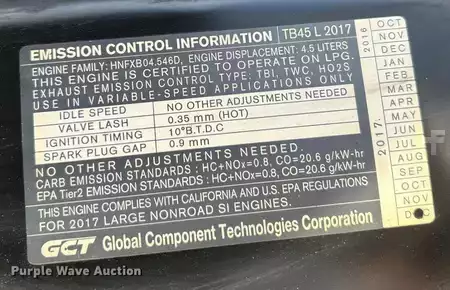 EMISSION CONTROL INFORMATION TB45 L 2017
ENGINE FAMILY: HNFXB04.546D, ENGINE DISPLACEMENT: 4.5 LITERS
THIS ENGINE IS CERTIFIED TO OPERATE ON LPG.
EXHAUST EMISSION CONTROL TYPE: TBI, TWC, HO2S
USE IN VARIABLE-SPEED APPLICATIONS ONLY
IDLE SPEED NO OTHER ADJUSTMENTS NEEDED
VALVE LASH 0.35 mm (HOT)
IGNITION TIMING 10°B.T.D.C
SPARK PLUG GAP 0.9 mm
NO OTHER ADJUSTMENTS NEEDED
CARB EMISSION STANDARDS : HC+NOx=0.8, CO=20.6 g/kW-hr
EPA Tier2 EMISSION STANDARDS : HC+NOx=0.8, CO=20.6 g/kW-hr
THIS ENGINE COMPLIES WITH CALIFORNIA AND U.S. EPA REGULATIONS
FOR 2017 LARGE NONROAD SI ENGINES.
GCT Global Component Technologies Corporation
2016
OCT
NOV
DEC
2017
JAN
FEB
MAR
APR
MAY
JUN
JUL
AUG
SEP
OCT
NOV
DEC
Purple Wave Auction